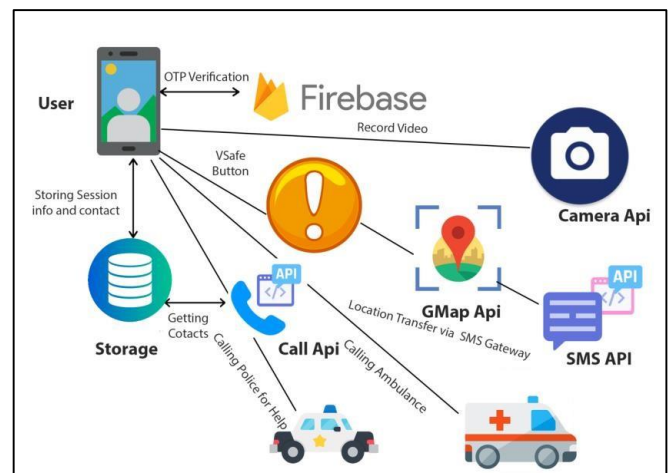 OTP Verification
User
Firebase
Record Video
VSafe
Button
Storing Session
info and contact
Camera Api
API
</>
API
</>
GMap Api
Getting
Cotacts
Storage
Call Api
Location Transfer via SMS Gateway
SMS API
Calling Police for Help
Calling Ambulance